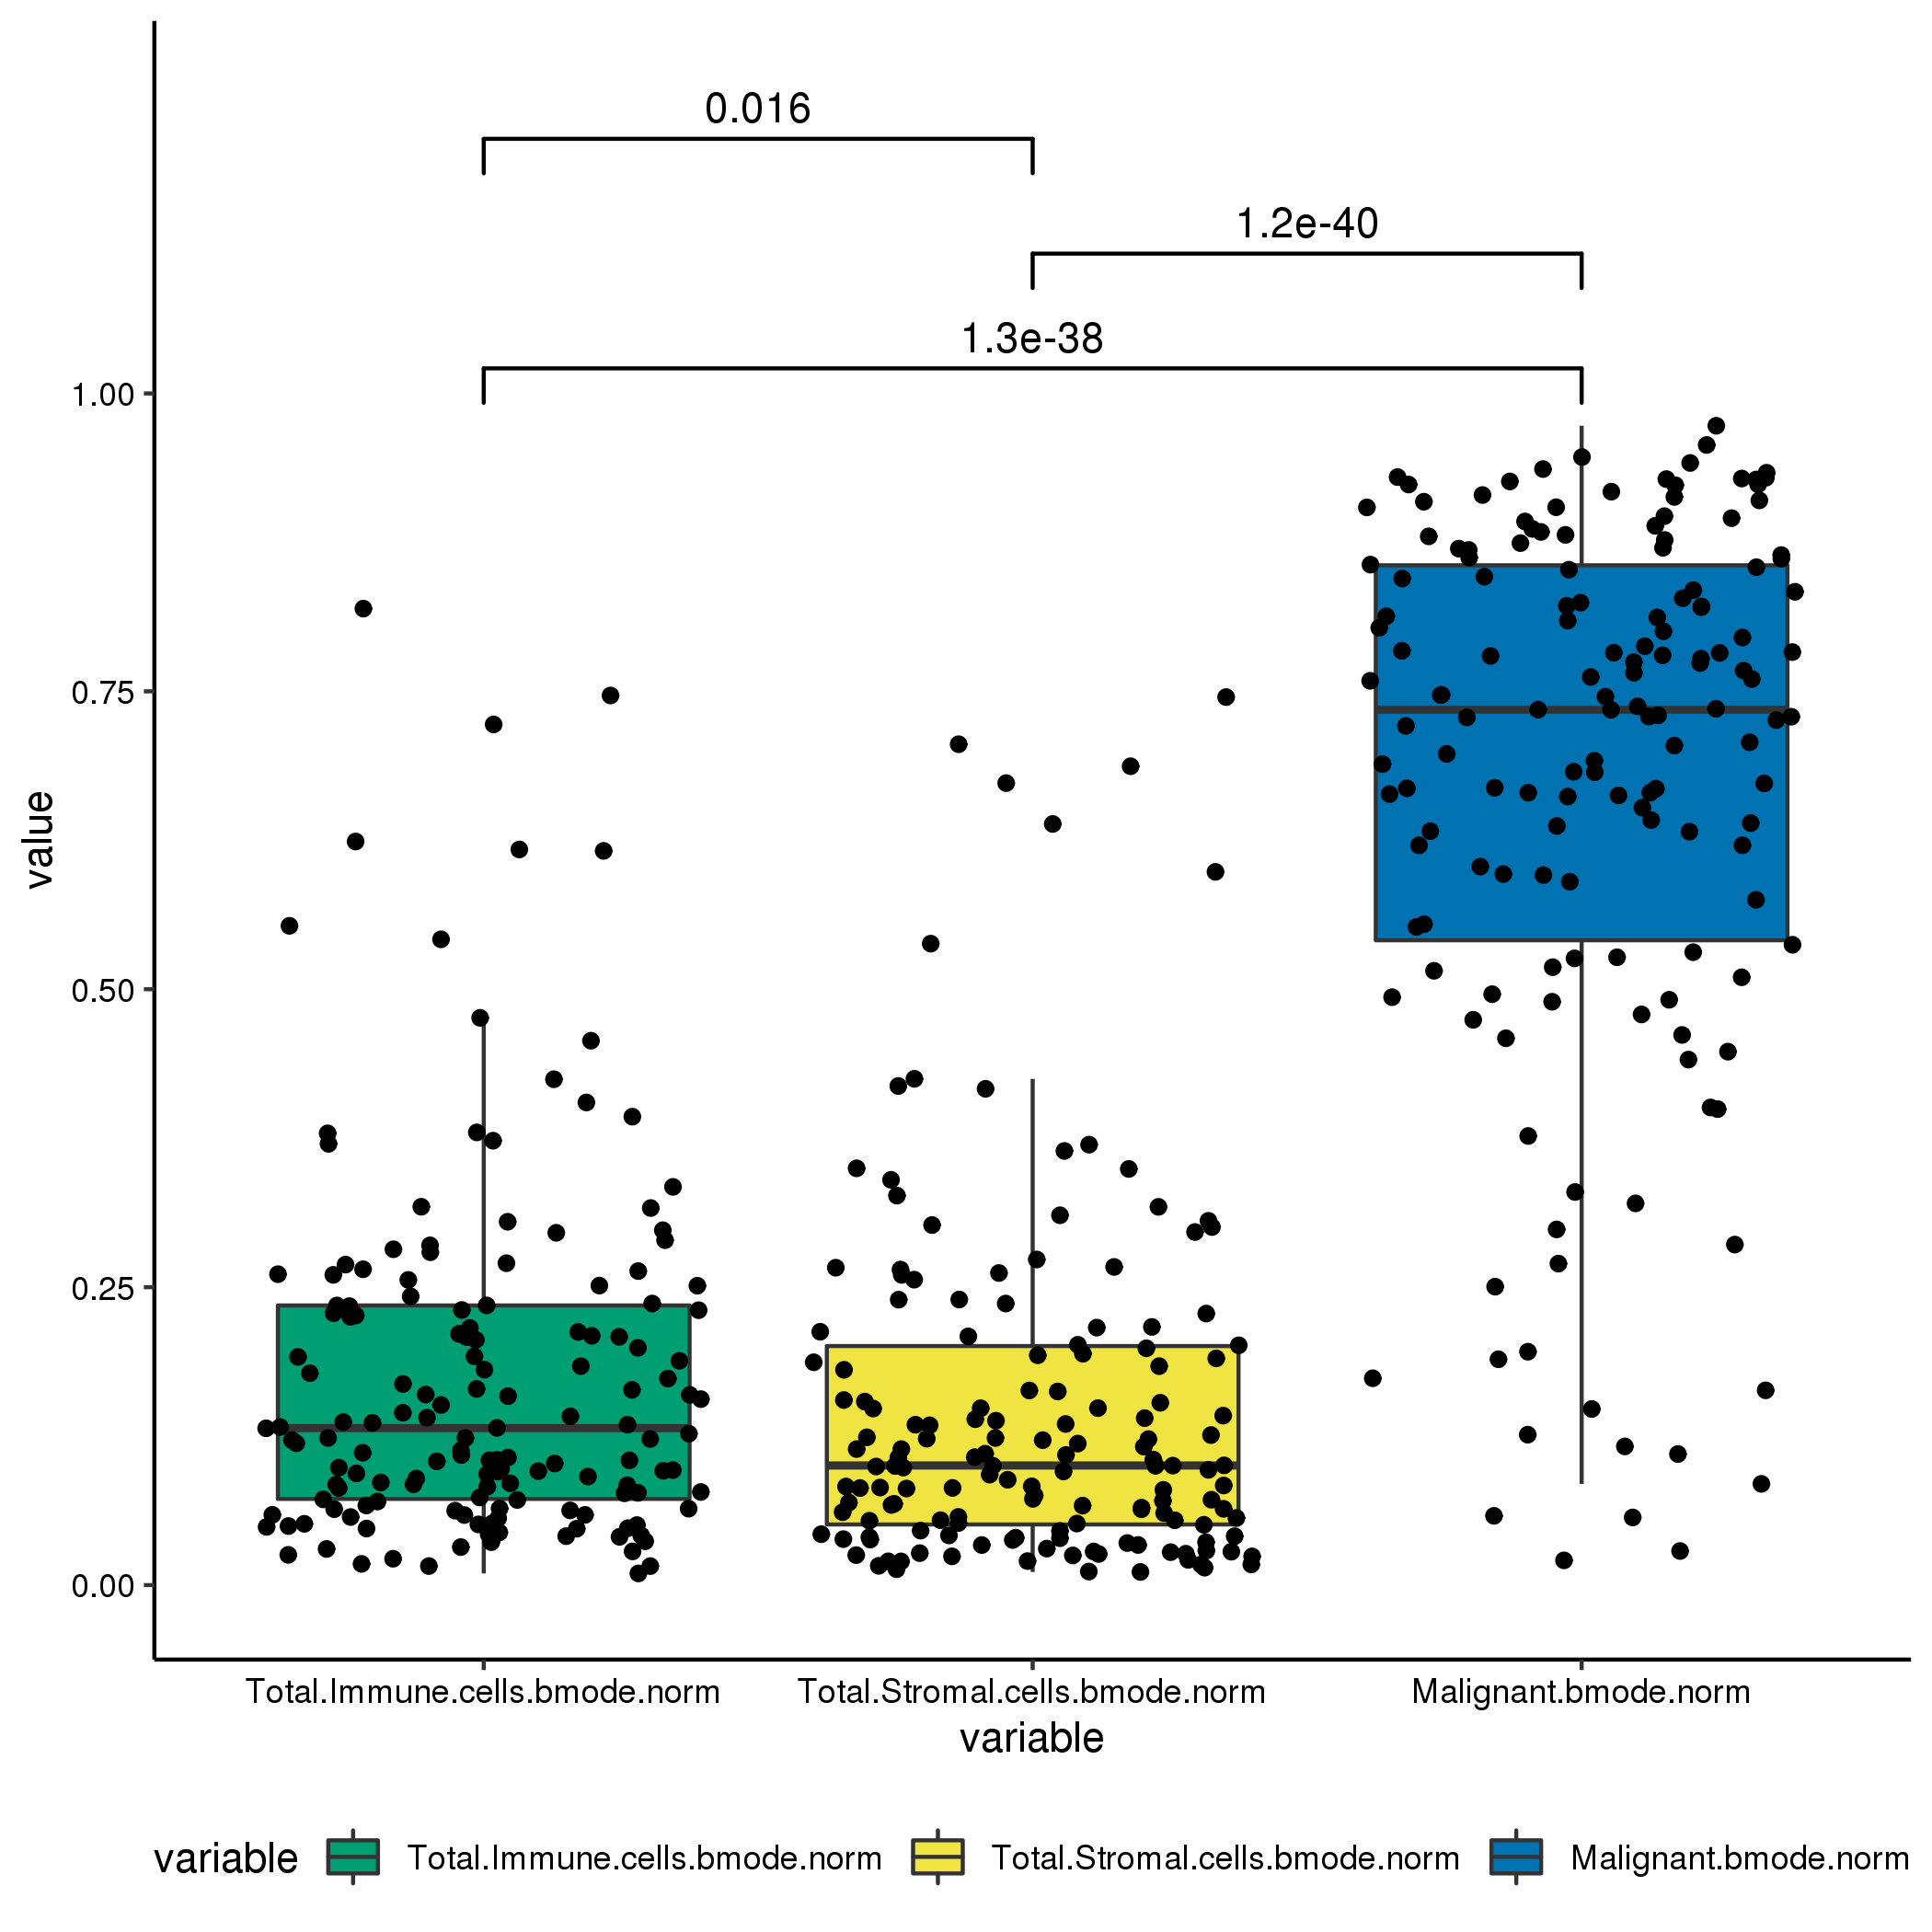 0.016
1.2e-40
1.3e-38
1.00
0.75
0.50
0.25
0.00
value
Total.Immune.cells.bmode.norm
Total.Stromal.cells.bmode.norm
Malignant.bmode.norm
variable
variable
Total.Immune.cells.bmode.norm
Total.Stromal.cells.bmode.norm
Malignant.bmode.norm